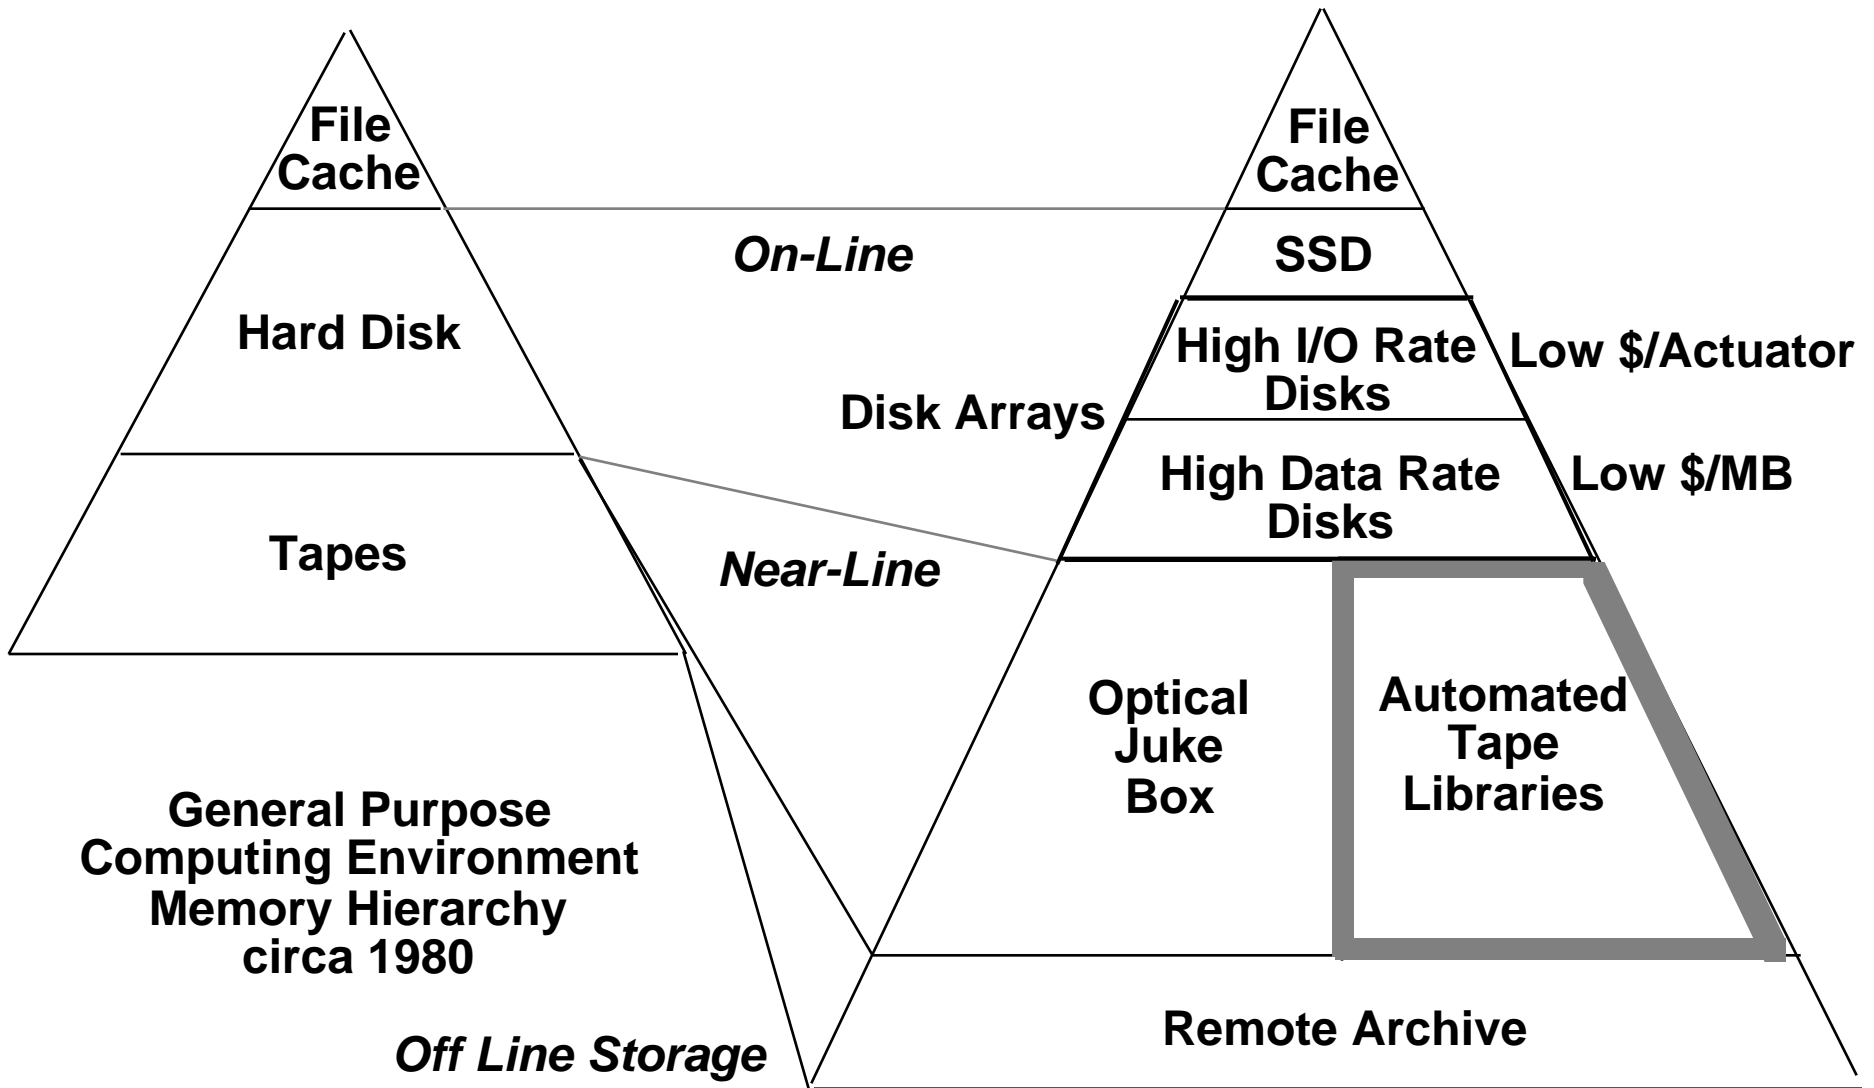 File
Cache
Hard Disk
Tapes
General Purpose
Computing Environment
Memory Hierarchy
circa 1980
On-Line
Disk Arrays
Near-Line
Off Line Storage
File
Cache
SSD
High I/O Rate
Disks
Low $/Actuator
High Data Rate
Disks
Low $/MB
Optical
Juke
Box
Automated
Tape
Libraries
Remote Archive